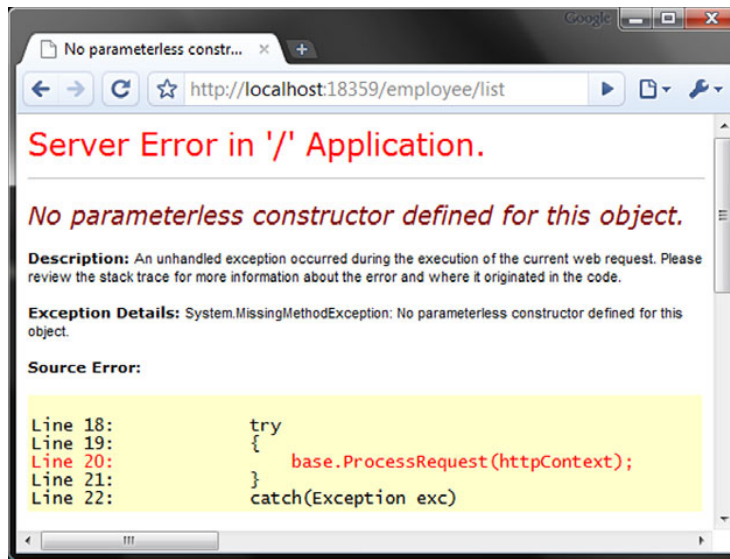 Google
No parameterless constr...
http://localhost:18359/employee/list
Server Error in '/' Application.
No parameterless constructor defined for this object.
Description: An unhandled exception occurred during the execution of the current web request. Please
review the stack trace for more information about the error and where it originated in the code.
Exception Details: System.MissingMethodException: No parameterless constructor defined for this
object.
Source Error:
Line 18: try
Line 19: {
Line 20: base.ProcessRequest(httpContext);
Line 21: }
Line 22: catch(Exception exc)